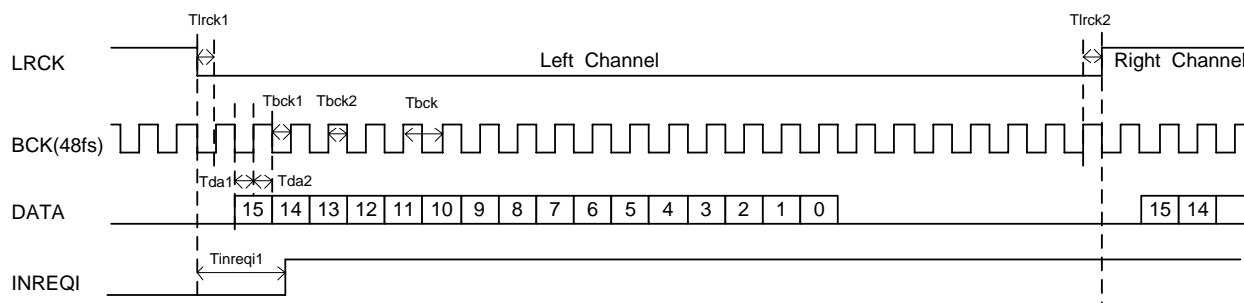 Tlrck1
Tlrck2
LRCK
Left Channel
Right Channel
Tbck1
Tbck2
Tbck
BCK(48fs)
Tda1
Tda2
DATA
15 14 13 12 11 10 9 8 7 6 5 4 3 2 1 0 15 14
Tinreqi1
INREQI